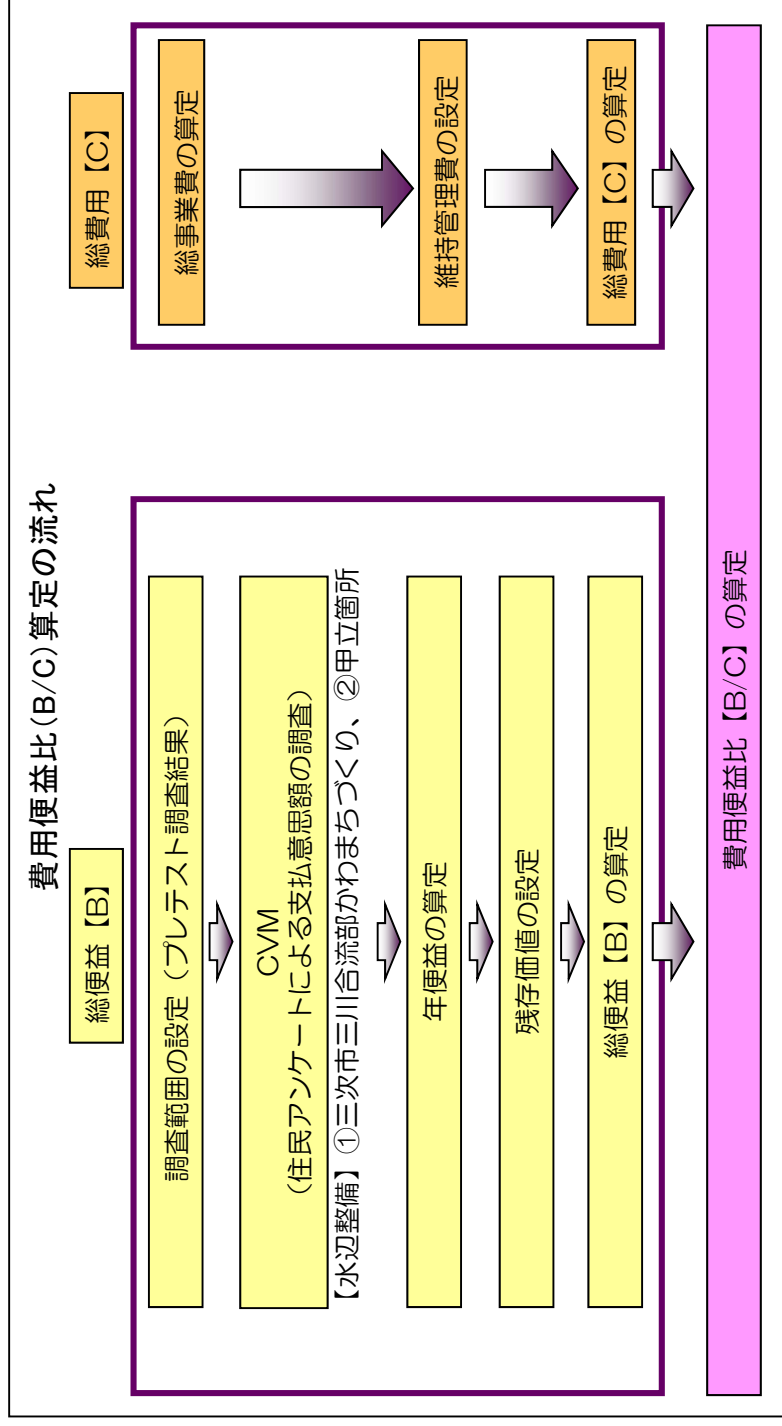 費用便益比(B/C)算定の流れ
総便益【B】
調査範囲の設定（プレテスト調査結果）
CVM
（住民アンケートによる支払意思額の調査）
【水辺整備】①三次市三川合流部かわまちづくり、②甲立箇所
年便益の算定
残存価値の設定
総便益【B】の算定
総費用【C】
総事業費の算定
維持管理費の設定
総費用【C】の算定
費用便益比【B/C】の算定